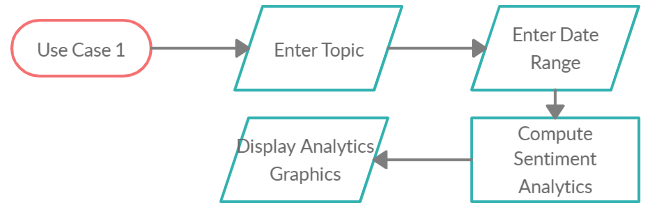 Use Case 1
Enter Topic
Enter Date
Range
Compute
Sentiment
Analytics
Display Analytics
Graphics